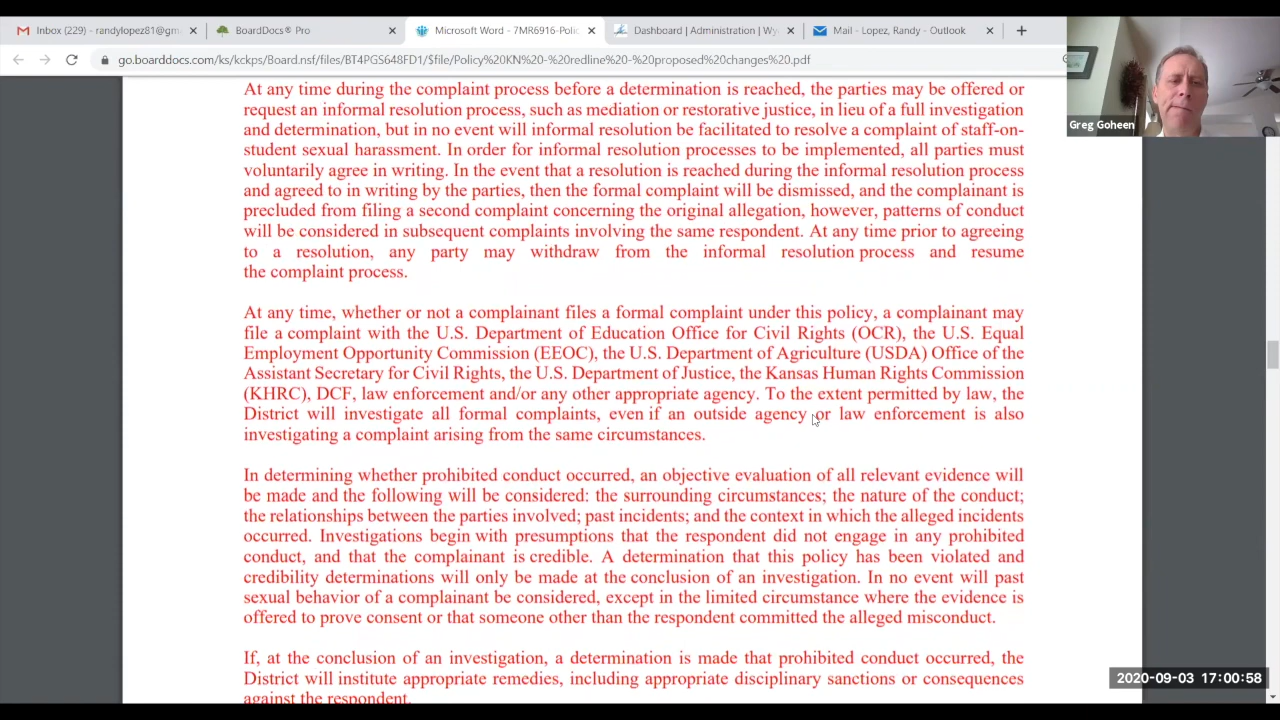 Inbox (229) - randylopez81@gm
BoardDocs® Pro
Microsoft Word - 7MR6916-Poli
Dashboard | Administration | Wy
Mail - Lopez, Randy - Outlook
go.boarddocs.com/ks/kckps/Board.nsf/files/BT4PGS648FD1/$file/Policy%20KN%20-%20redline%20-%20proposed%20changes%20.pdf
Greg Goheen
At any time during the complaint process before a determination is reached, the parties may be offered or
request an informal resolution process, such as mediation or restorative justice, in lieu of a full investigation
and determination, but in no event will informal resolution be facilitated to resolve a complaint of staff-on-
student sexual harassment. In order for informal resolution processes to be implemented, all parties must
voluntarily agree in writing. In the event that a resolution is reached during the informal resolution process
and agreed to in writing by the parties, then the formal complaint will be dismissed, and the complainant is
precluded from filing a second complaint concerning the original allegation, however, patterns of conduct
will be considered in subsequent complaints involving the same respondent. At any time prior to agreeing
to a resolution, any party may withdraw from the informal resolution process and resume
the complaint process.
At any time, whether or not a complainant files a formal complaint under this policy, a complainant may
file a complaint with the U.S. Department of Education Office for Civil Rights (OCR), the U.S. Equal
Employment Opportunity Commission (EEOC), the U.S. Department of Agriculture (USDA) Office of the
Assistant Secretary for Civil Rights, the U.S. Department of Justice, the Kansas Human Rights Commission
(KHRC), DCF, law enforcement and/or any other appropriate agency. To the extent permitted by law, the
District will investigate all formal complaints, even if an outside agency or law enforcement is also
investigating a complaint arising from the same circumstances.
In determining whether prohibited conduct occurred, an objective evaluation of all relevant evidence will
be made and the following will be considered: the surrounding circumstances; the nature of the conduct;
the relationships between the parties involved; past incidents; and the context in which the alleged incidents
occurred. Investigations begin with presumptions that the respondent did not engage in any prohibited
conduct, and that the complainant is credible. A determination that this policy has been violated and
credibility determinations will only be made at the conclusion of an investigation. In no event will past
sexual behavior of a complainant be considered, except in the limited circumstance where the evidence is
offered to prove consent or that someone other than the respondent committed the alleged misconduct.
If, at the conclusion of an investigation, a determination is made that prohibited conduct occurred, the
District will institute appropriate remedies, including appropriate disciplinary sanctions or consequences
against the respondent.
2020-09-03 17:00:58